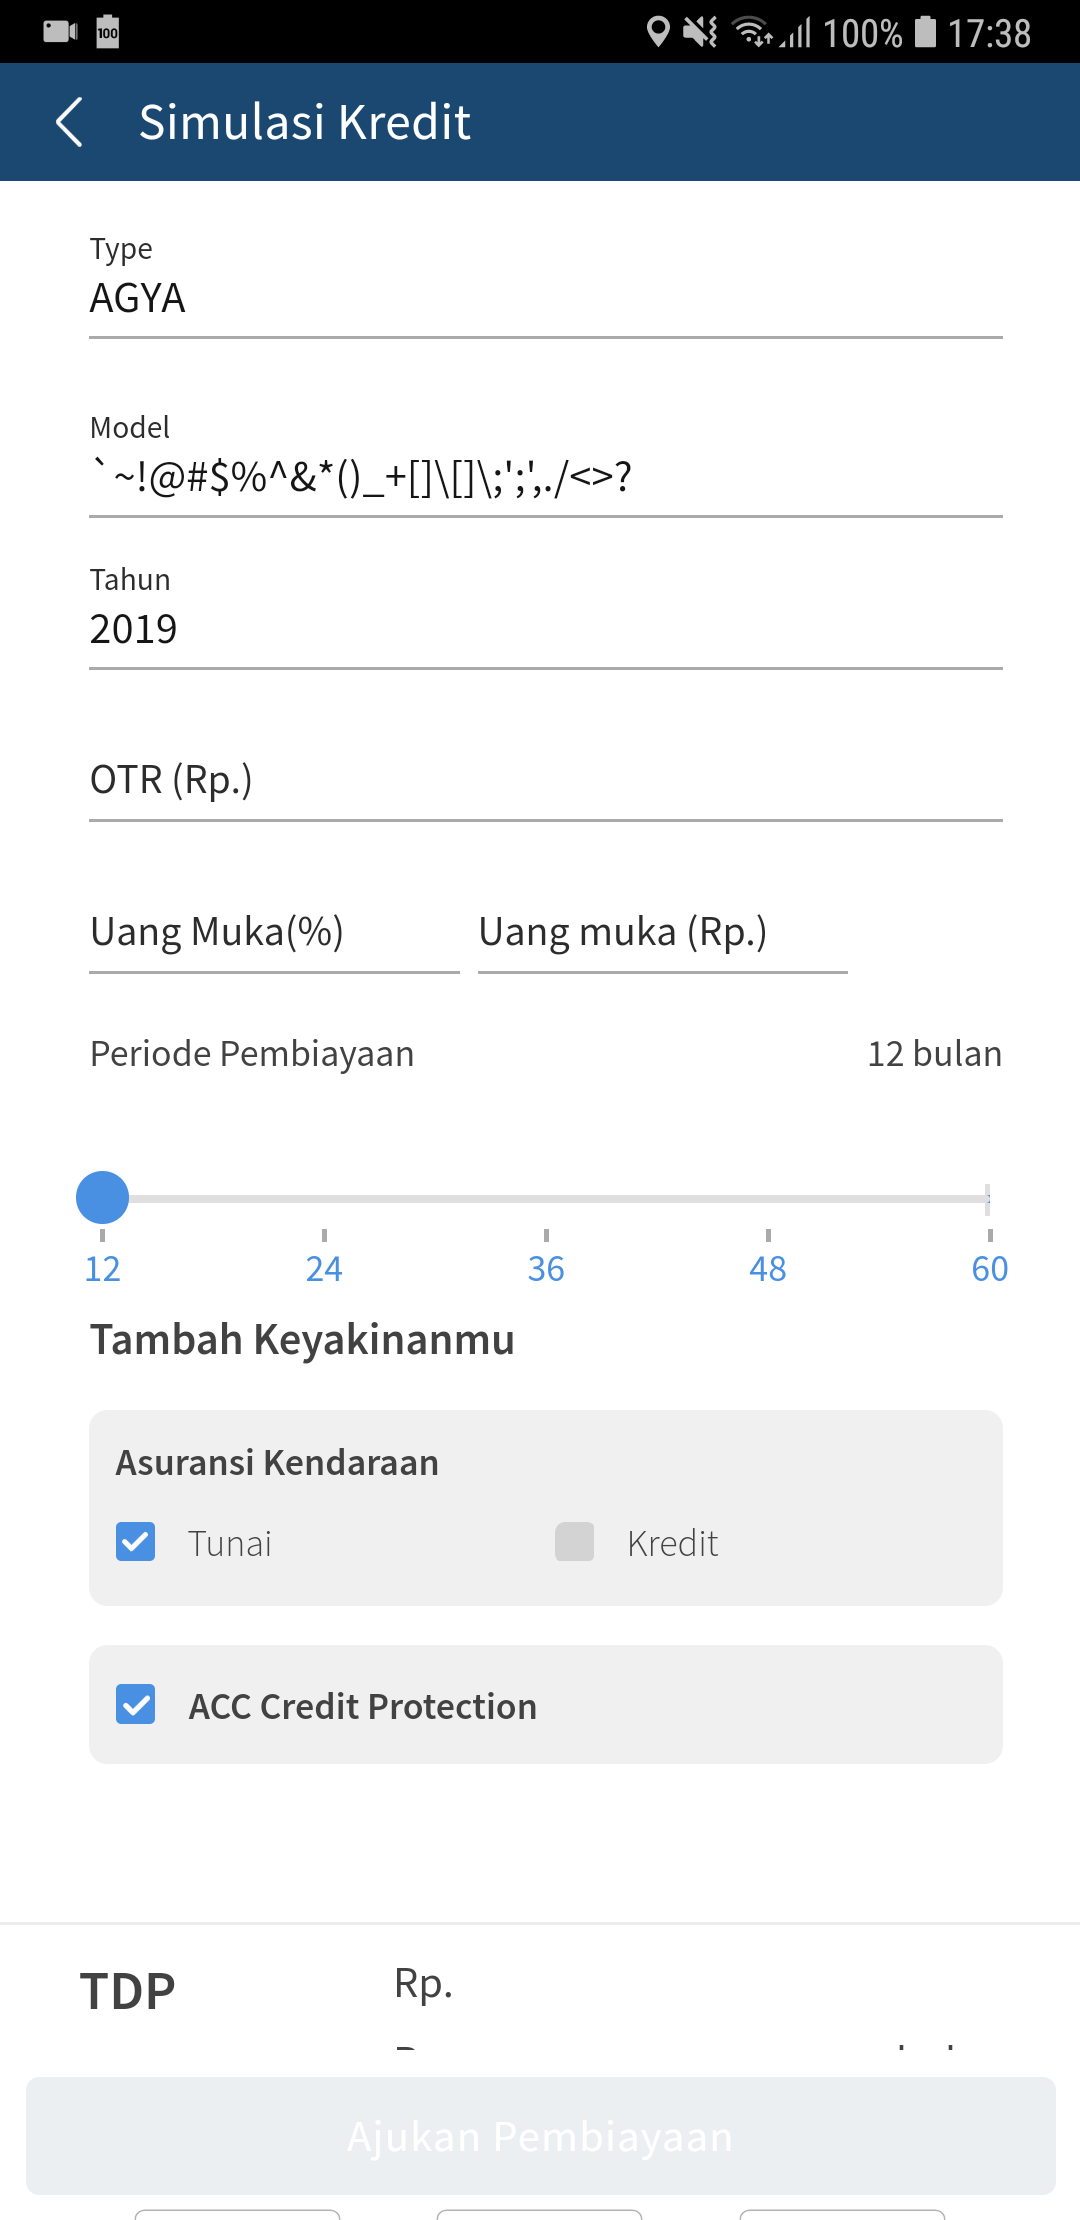 100 100% 17:38
Simulasi Kredit
Type
AGYA
Model
`~!@#$%^&*()_+[]\[]\;';',./<>?
Tahun
2019
OTR (Rp.)
Uang Muka(%) Uang muka (Rp.)
Periode Pembiayaan 12 bulan
12 24 36 48 60
Tambah Keyakinanmu
Asuransi Kendaraan
Tunai Kredit
ACC Credit Protection
TDP Rp.
Ajukan Pembiayaan